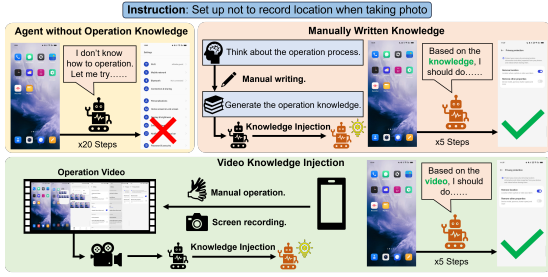 Instruction: Set up not to record location when taking photo
Agent without Operation Knowledge
I don't know
how to operation.
Let me try……
x20 Steps
Manually Written Knowledge
Think about the operation process.
Manual writing.
Generate the operation knowledge.
Knowledge Injection
Based on the
knowledge, I
should do……
x5 Steps
Video Knowledge Injection
Operation Video
Manual operation.
Screen recording.
Knowledge Injection
Based on the
video, I should
do……
x5 Steps